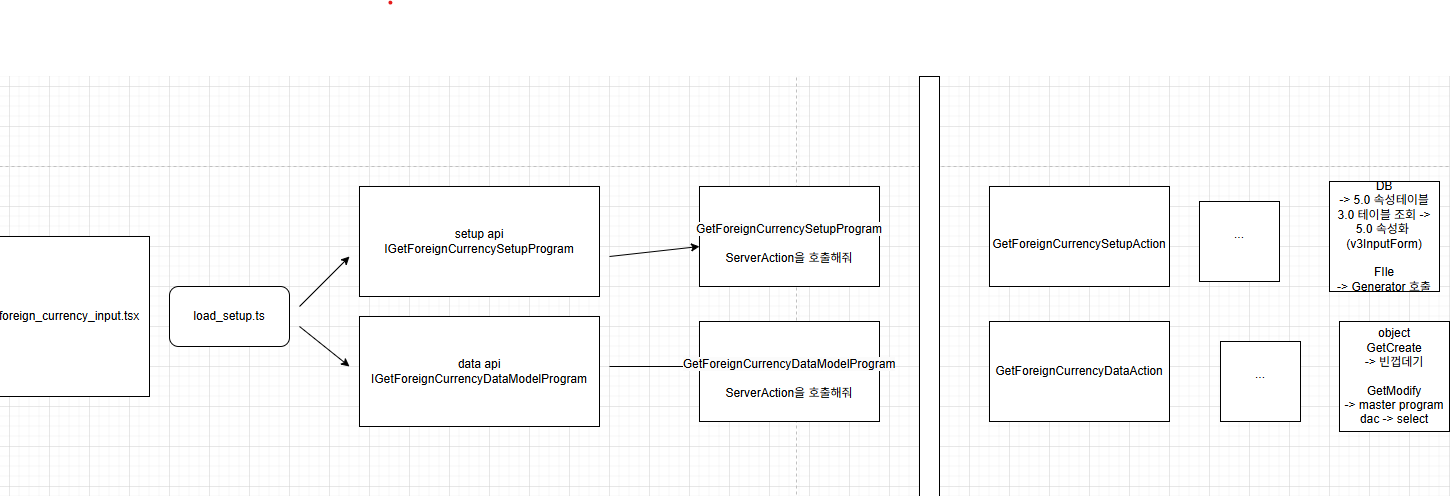 foreign_currency_input.tsx
load_setup.ts
setup api
IGetForeignCurrencySetupProgram
data api
IGetForeignCurrencyDataModelProgram
GetForeignCurrencySetupProgram
ServerAction을 호출해줘
GetForeignCurrencyDataModelProgram
ServerAction을 호출해줘
GetForeignCurrencySetupAction
...
DB
-> 5.0 속성테이블
3.0 테이블 조회 ->
5.0 속성화
(v3InputForm)
FIle
-> Generator 호출
GetForeignCurrencyDataAction
...
object
GetCreate
-> 빈껍데기
GetModify
-> master program
dac -> select